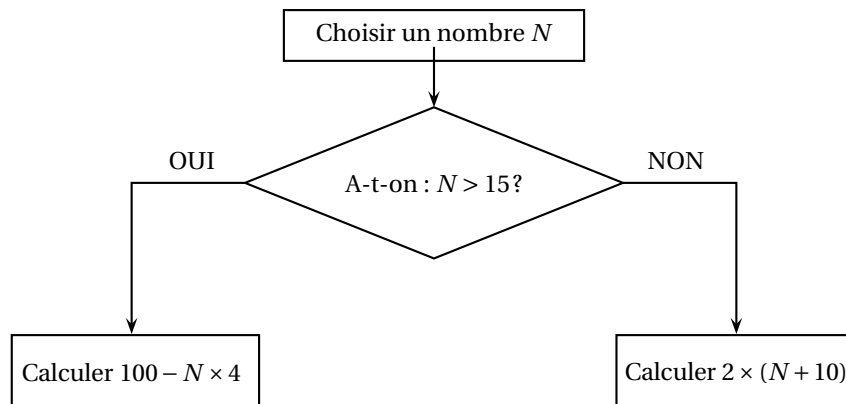 Choisir un nombre N
OUI
NON
A-t-on : N > 15 ?
Calculer 100 − N × 4
Calculer 2 × (N + 10)